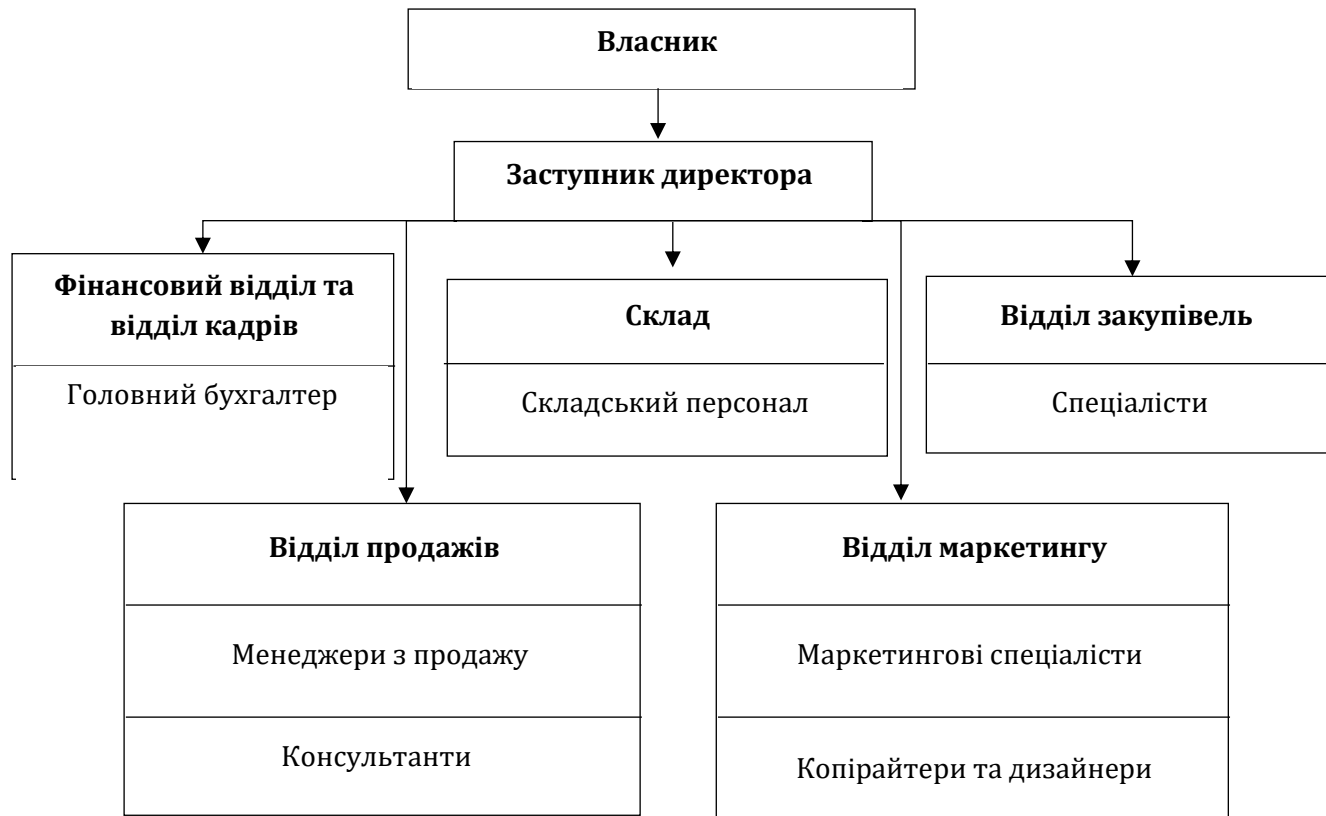 Власник
Заступник директора
Фінансовий відділ та
відділ кадрів
Головний бухгалтер
Склад
Складський персонал
Відділ закупівель
Спеціалісти
Відділ продажів
Менеджери з продажу
Консультанти
Відділ маркетингу
Маркетингові спеціалісти
Копірайтери та дизайнери